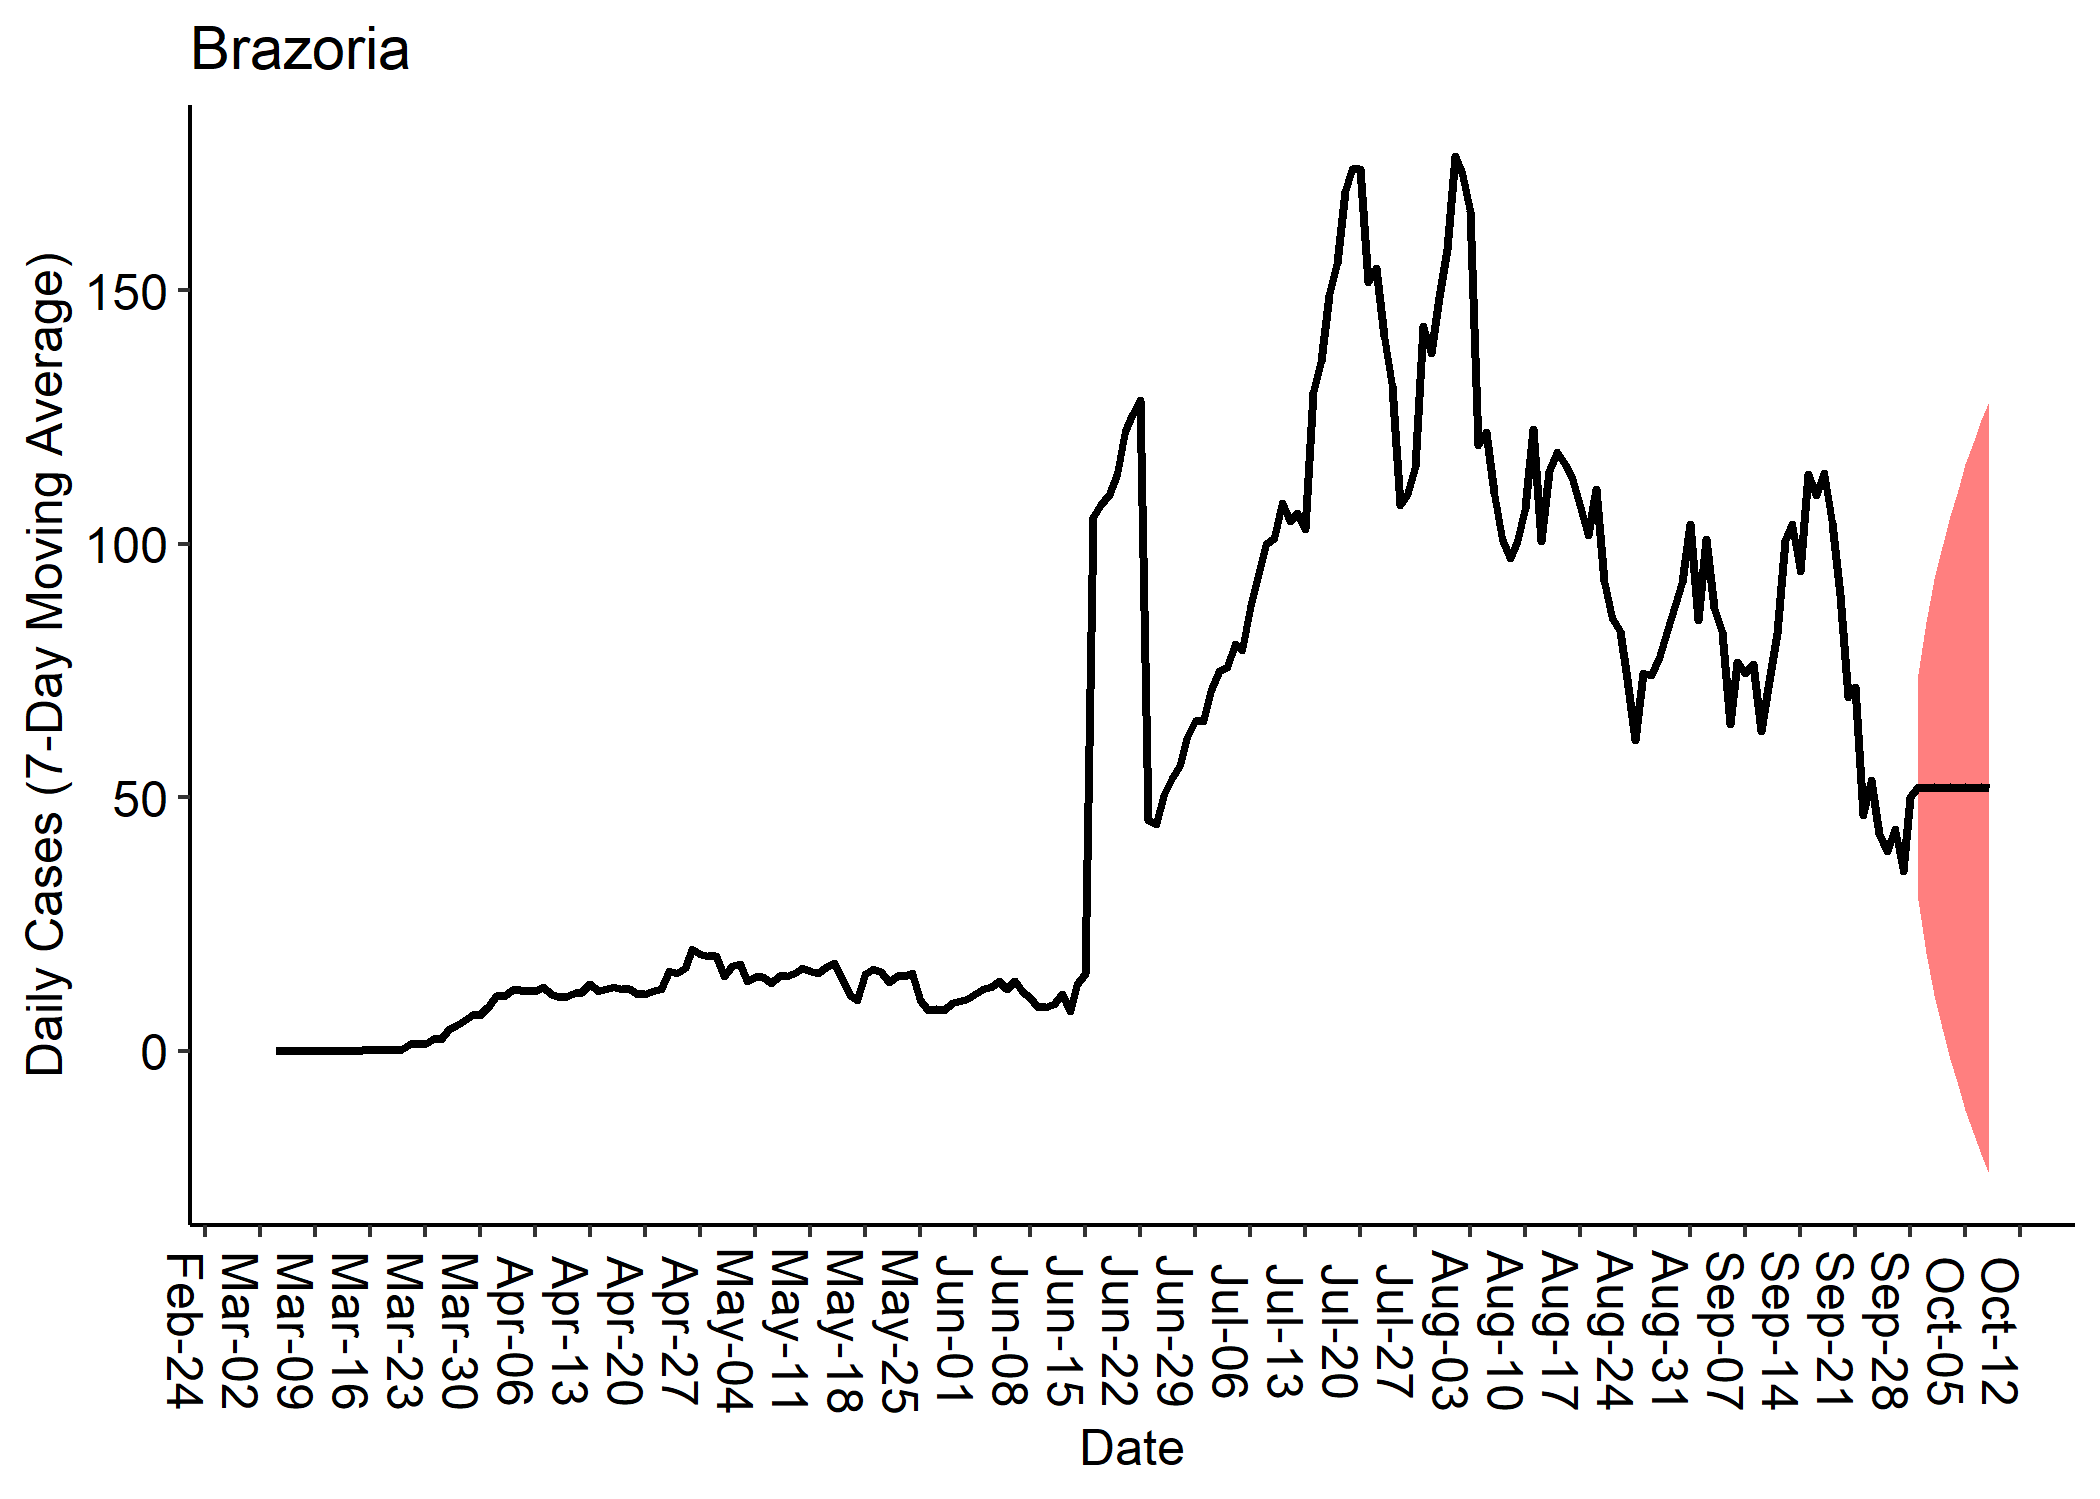 Brazoria
Daily Cases (7-Day Moving Average)
150
100
50
0
Feb-24
Mar-02
Mar-09
Mar-16
Mar-23
Mar-30
Apr-06
Apr-13
Apr-20
Apr-27
May-04
May-11
May-18
May-25
Jun-01
Jun-08
Jun-15
Jun-22
Jun-29
Jul-06
Jul-13
Jul-20
Jul-27
Aug-03
Aug-10
Aug-17
Aug-24
Aug-31
Sep-07
Sep-14
Sep-21
Sep-28
Oct-05
Oct-12
Date